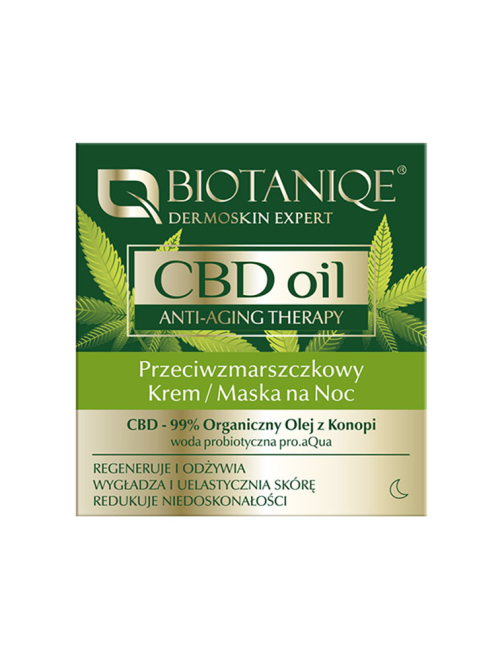 BIOTANIQE®
DERMOSKIN EXPERT
CBD oil
ANTI-AGING THERAPY
Przeciwzmarszczkowy
Krem / Maska na Noc
CBD - 99% Organiczny Olej z Konopi
woda probiotyczna pro.aQua
REGENERUJE I ODŻYWIA
WYGŁADZA I UELASTYCZNIA SKÓRĘ
REDUKUJE NIEDOSKONAŁOŚCI